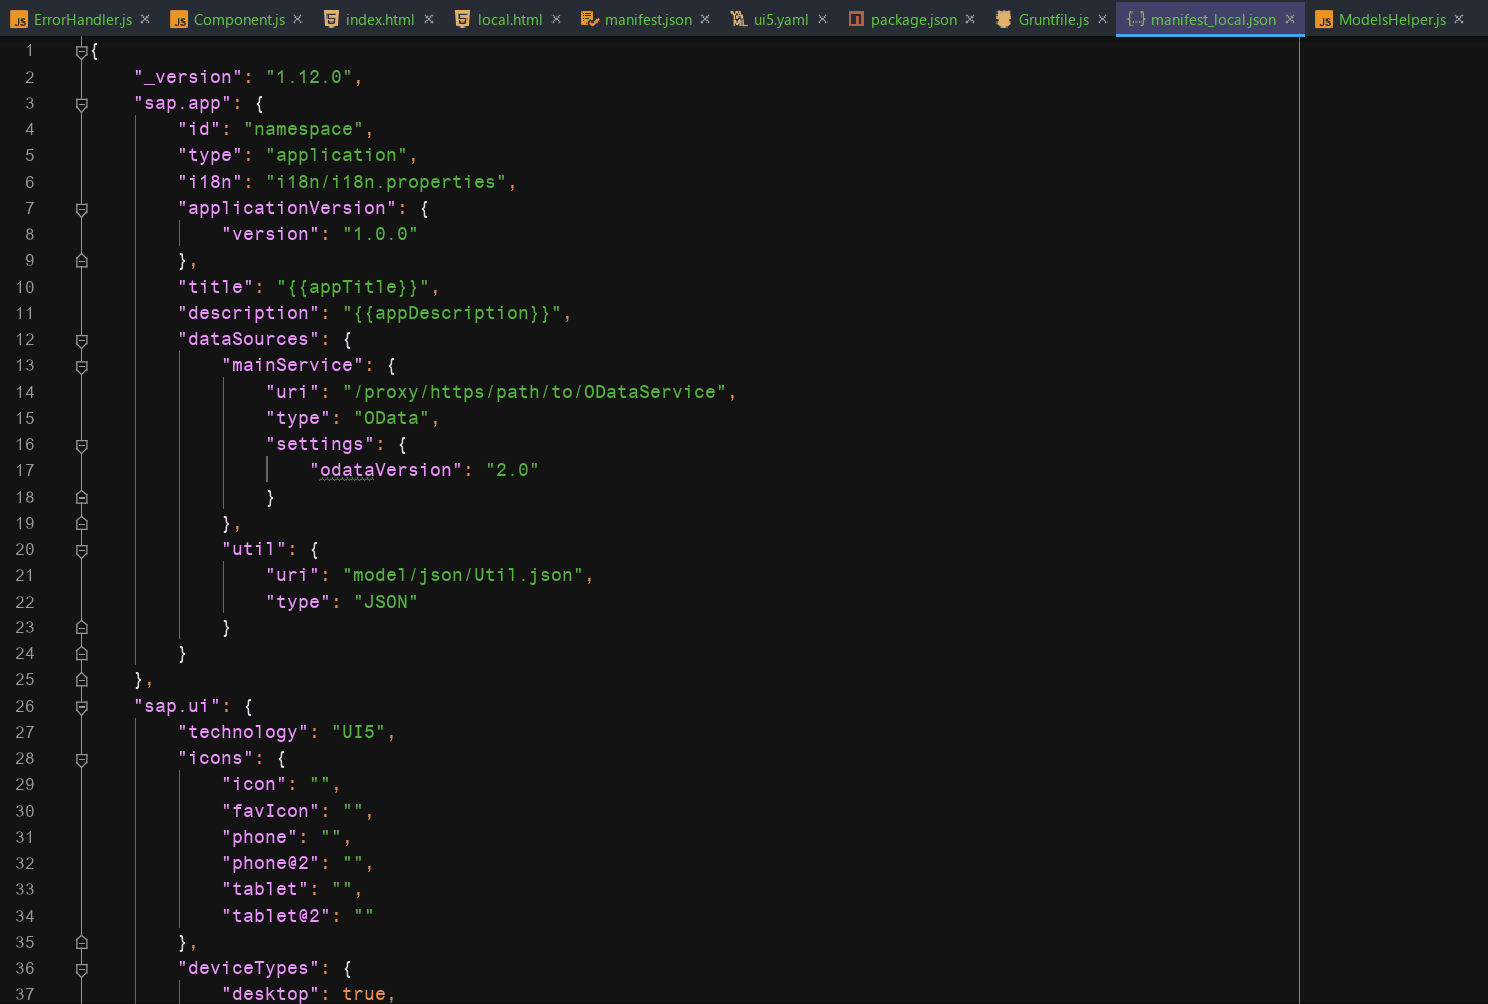 ErrorHandler.js Component.js index.html local.html manifest.json ui5.yaml package.json Gruntfile.js manifest_local.json ModelsHelper.js
1 {
2 "_version": "1.12.0",
3 "sap.app": {
4 "id": "namespace",
5 "type": "application",
6 "i18n": "i18n/i18n.properties",
7 "applicationVersion": {
8 "version": "1.0.0"
9 },
10 "title": "{{appTitle}}",
11 "description": "{{appDescription}}",
12 "dataSources": {
13 "mainService": {
14 "uri": "/proxy/https/path/to/ODataService",
15 "type": "OData",
16 "settings": {
17 "odataVersion": "2.0"
18 }
19 },
20 "util": {
21 "uri": "model/json/Util.json",
22 "type": "JSON"
23 }
24 }
25 },
26 "sap.ui": {
27 "technology": "UI5",
28 "icons": {
29 "icon": "",
30 "favIcon": "",
31 "phone": "",
32 "phone@2": "",
33 "tablet": "",
34 "tablet@2": ""
35 },
36 "deviceTypes": {
37 "desktop": true,